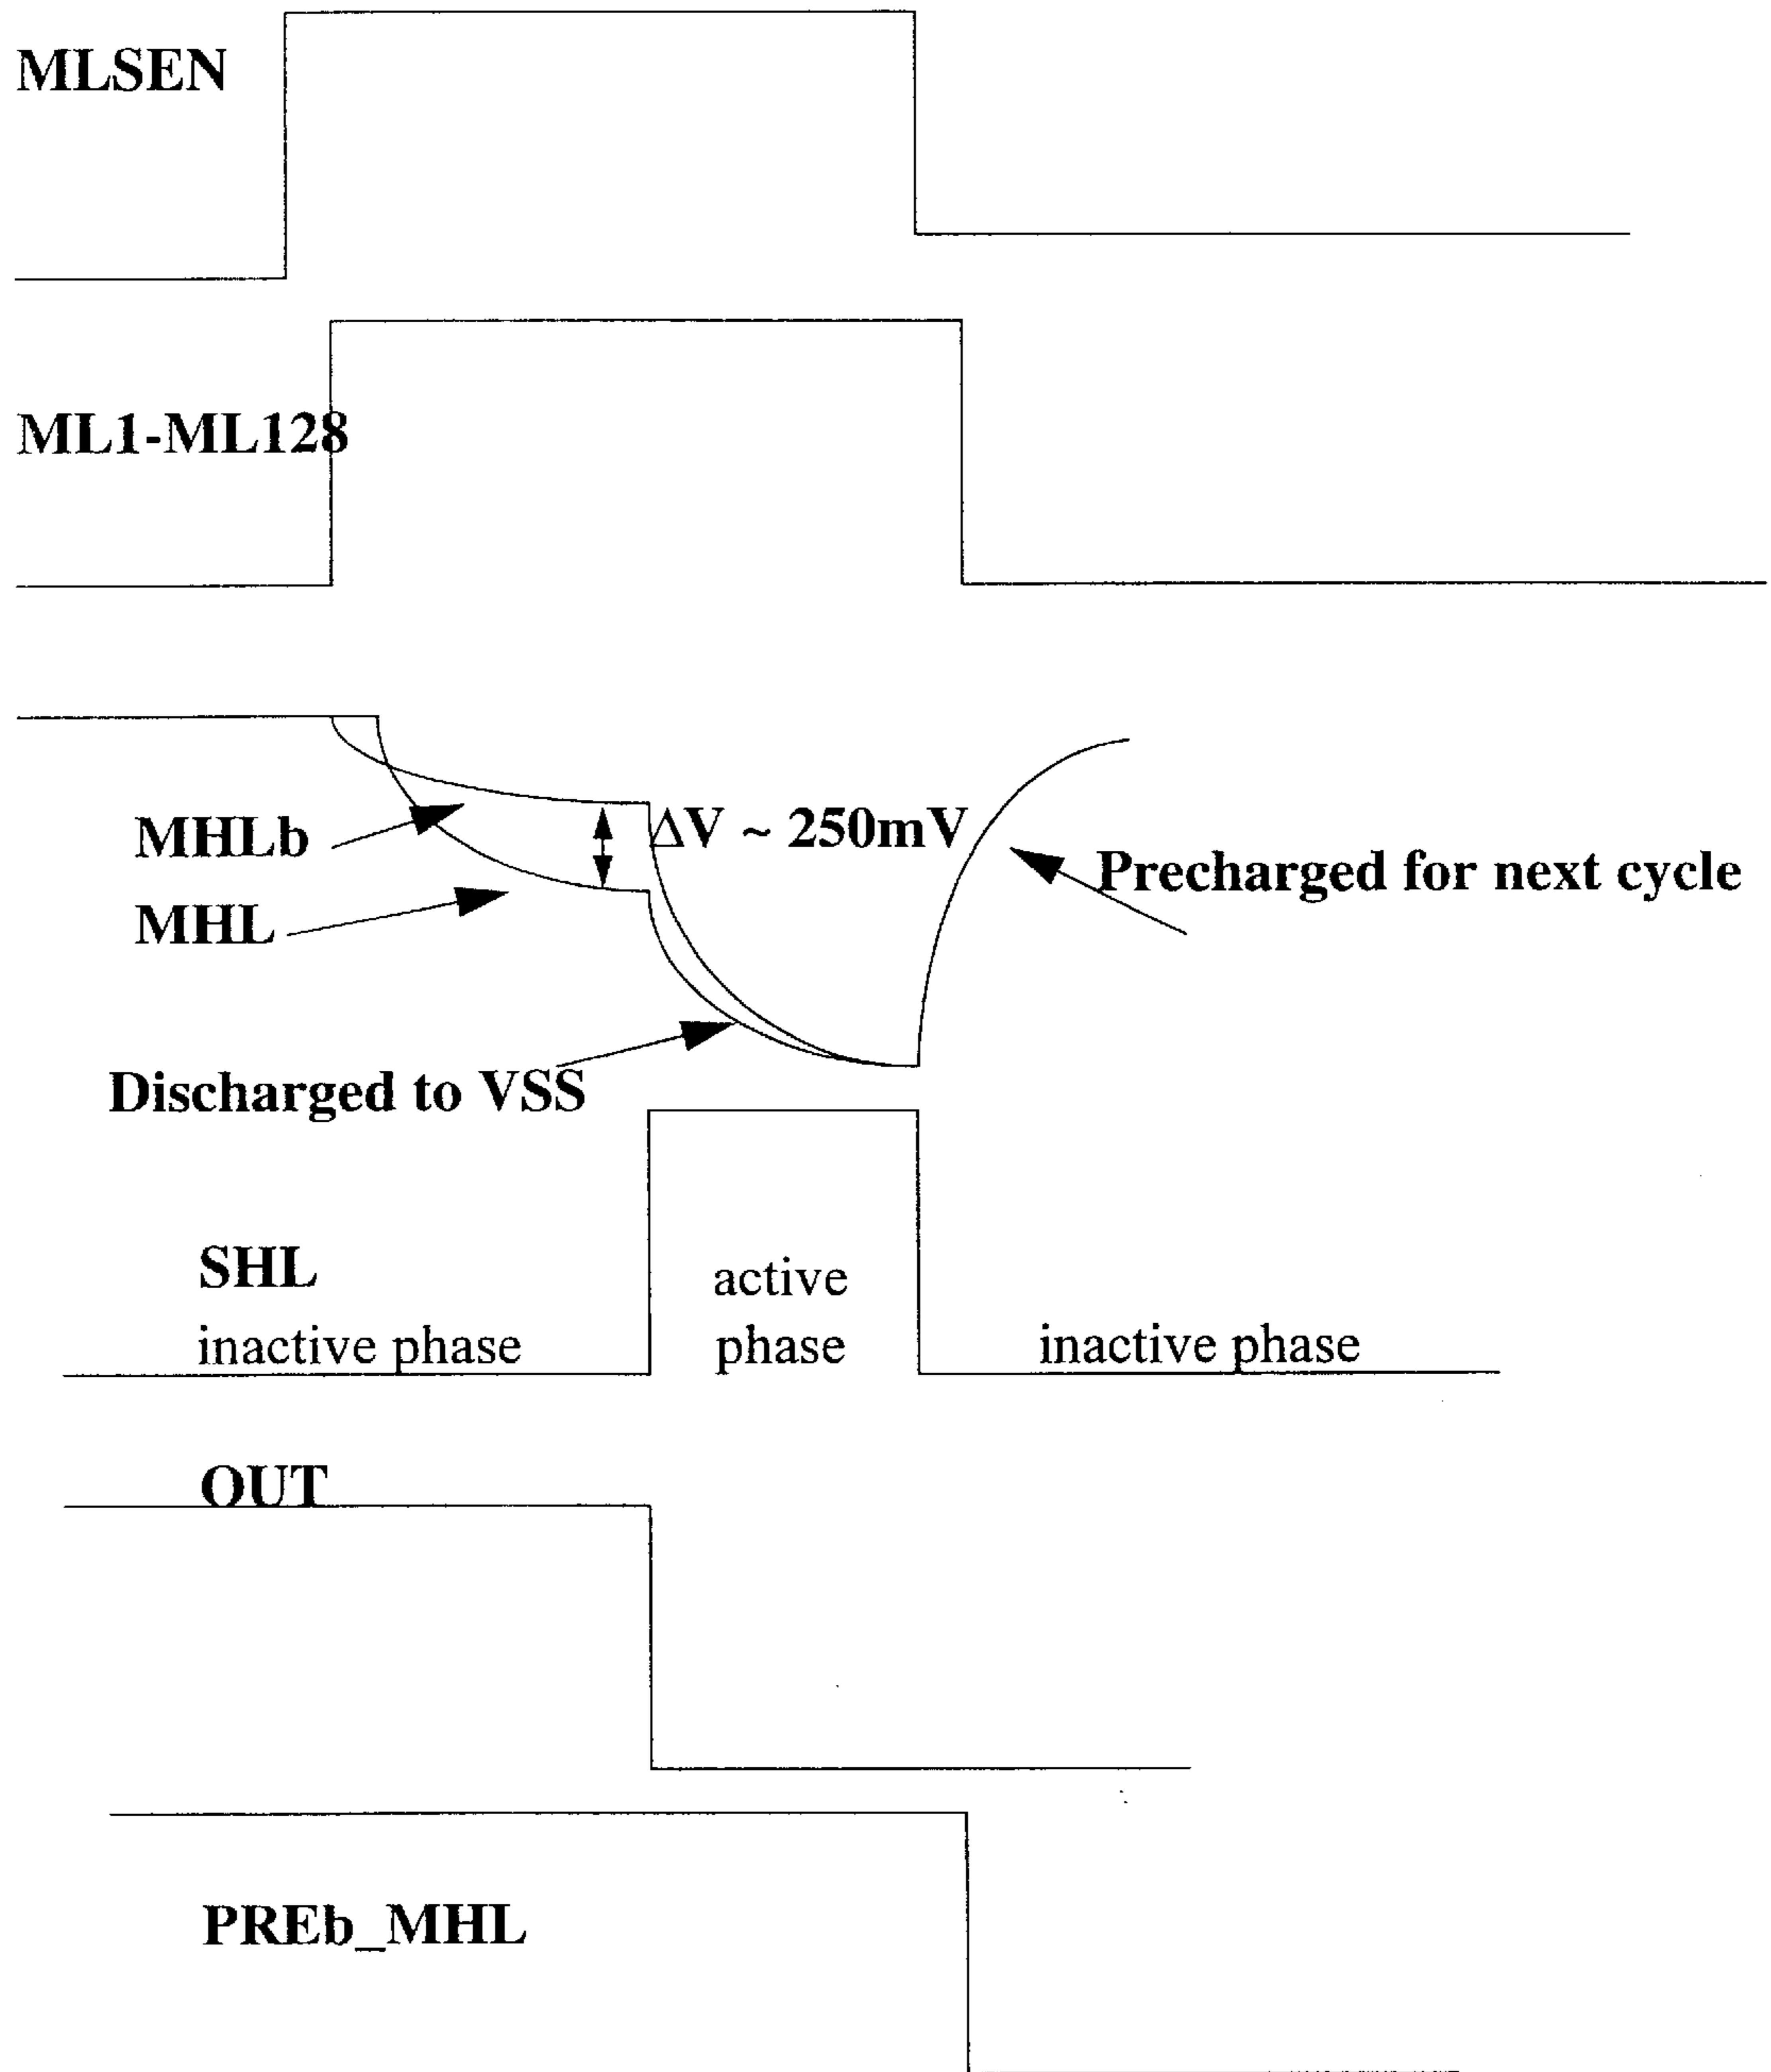 MLSEN
ML1-ML128
MHLb
ΔV ~ 250mV
Precharged for next cycle
MHL
Discharged to VSS
SHL
inactive phase
active
phase
inactive phase
OUT
PREb_MHL